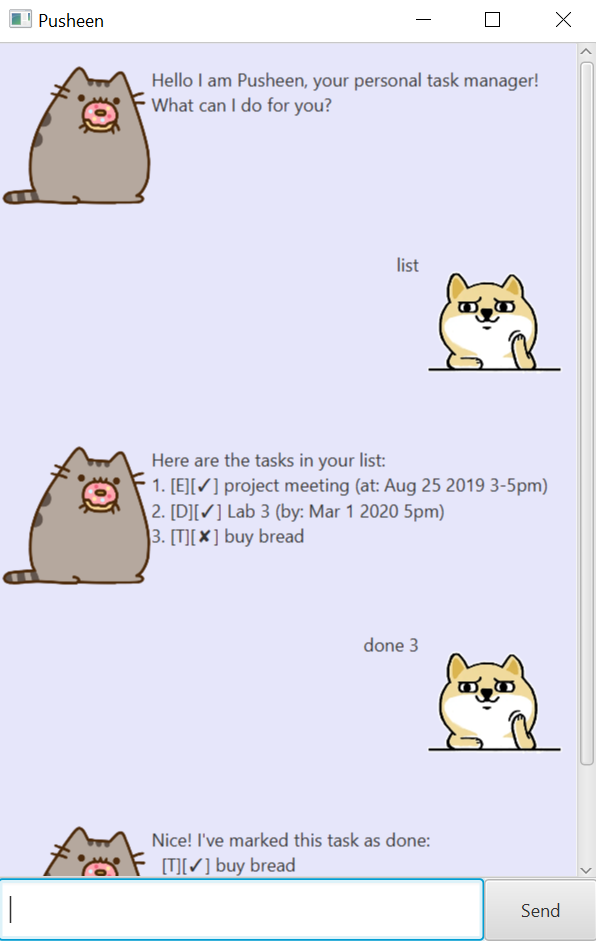 Pusheen
Hello I am Pusheen, your personal task manager!
What can I do for you?
list
Here are the tasks in your list:
1. [E][✓] project meeting (at: Aug 25 2019 3-5pm)
2. [D][✓] Lab 3 (by: Mar 1 2020 5pm)
3. [T][✘] buy bread
done 3
Nice! I've marked this task as done:
[T][✓] buy bread
Send